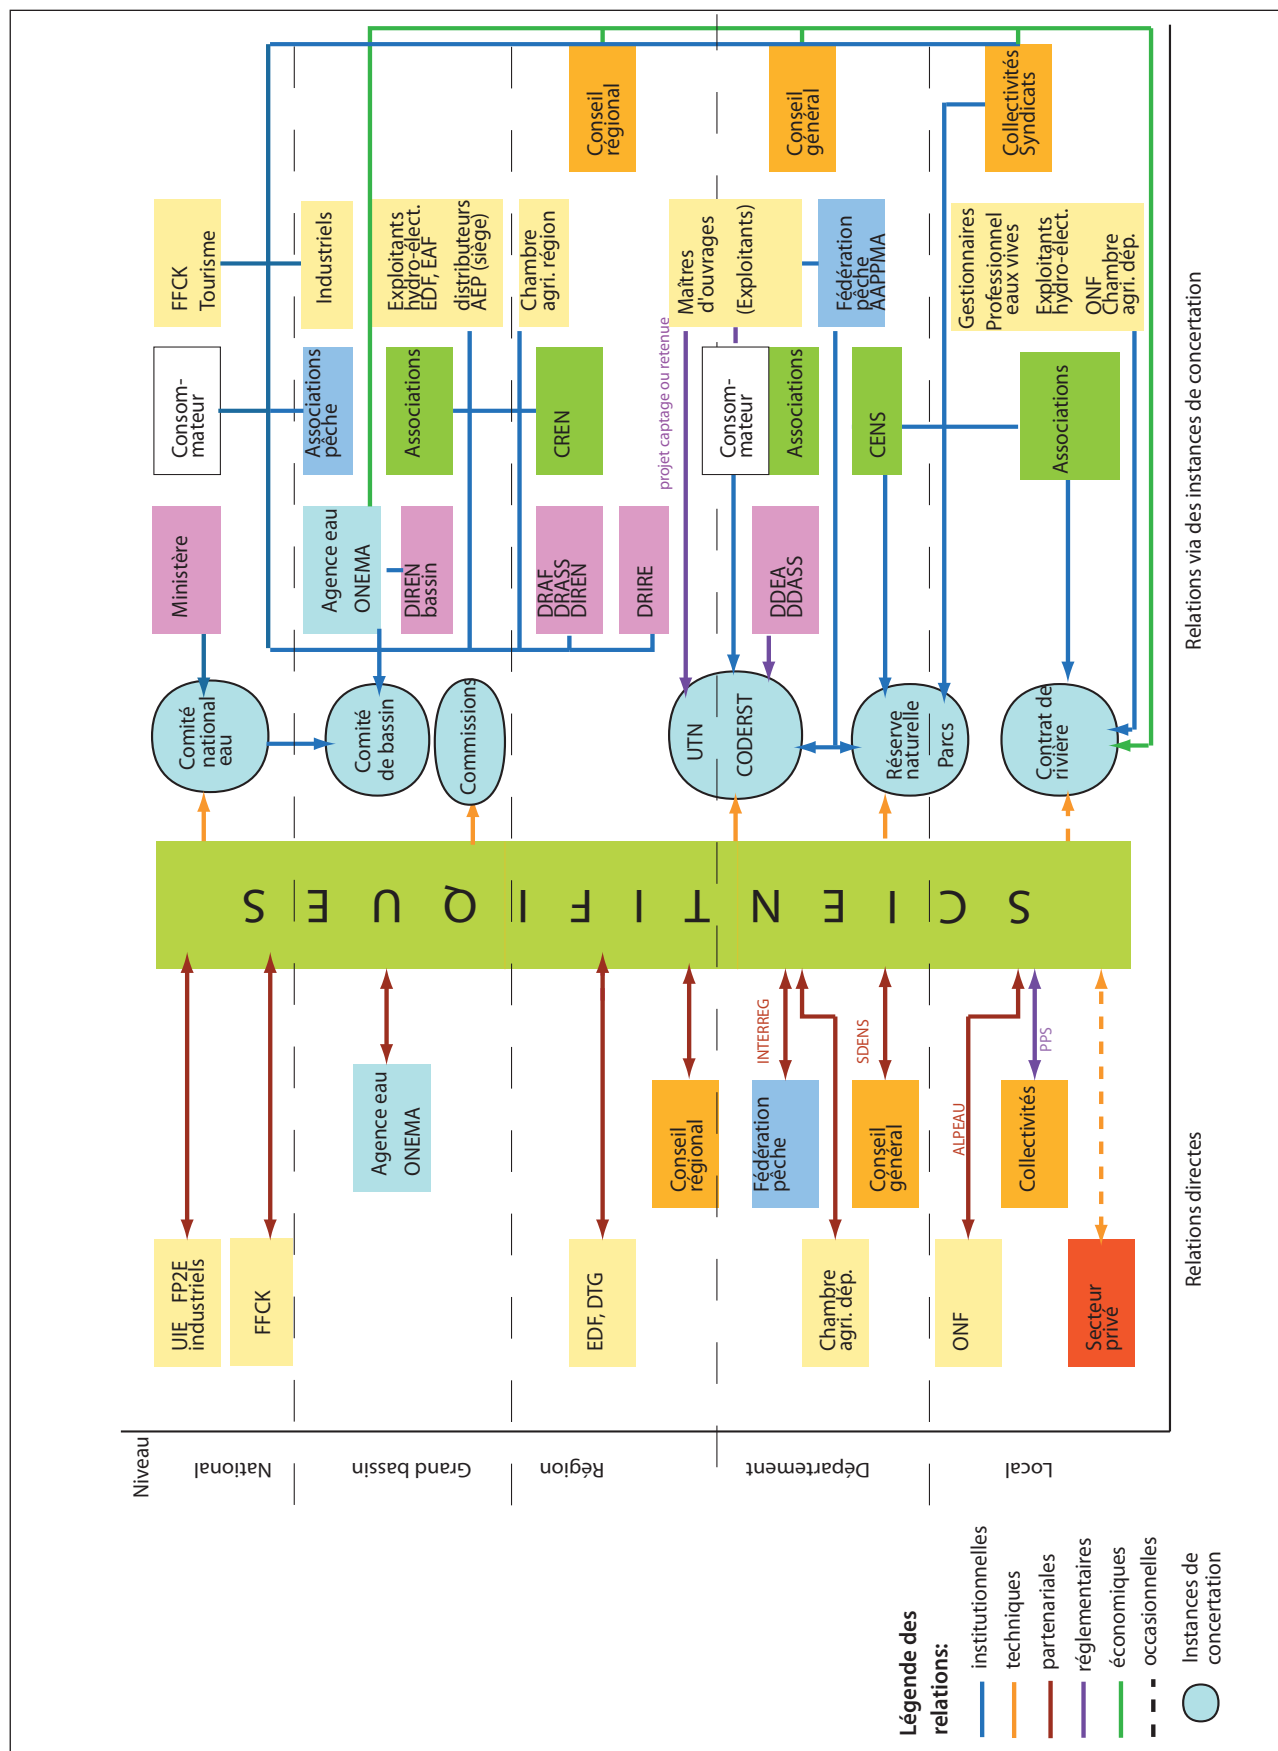 Niveau
National
Grand bassin
Région
Département
Local
UIE FP2E
industriels
FFCK
EDF, DTG
Chambre
agri. dép.
ONF
Secteur
privé
Agence eau
ONEMA
Conseil
régional
Fédération
pêche
Conseil
général
Collectivités
INTERREG
SDENS
ALPEAU
PPS
Relations directes
SCIENTIFIQUES
Comité
national
eau
Comité
de bassin
Commissions
UTN
CODERST
Réserve
naturelle
Parcs
Contrat de
rivière
Ministère
Agence eau
ONEMA
DIREN
bassin
DRAF
DRASS
DIREN
DRIRE
DDEA
DDASS
projet captage ou retenue
Consom-
mateur
Associations
pêche
Associations
CREN
Consom-
mateur
Associations
CENS
Associations
FFCK
Tourisme
Industriels
Exploitants
hydro-élect.
EDF, EAF
distributeurs
AEP (siège)
Chambre
agri. région
Maîtres
d'ouvrages
(Exploitants)
Fédération
pêche
AAPPMA
Gestionnaires
Professionnel
eaux vives
Exploitants
hydro-élect.
ONF
Chambre
agri. dép.
Conseil
régional
Conseil
général
Collectivités
Syndicats
Relations via des instances de concertation
Légende des
relations:
institutionnelles
techniques
partenariales
réglementaires
économiques
occasionnelles
Instances de
concertation